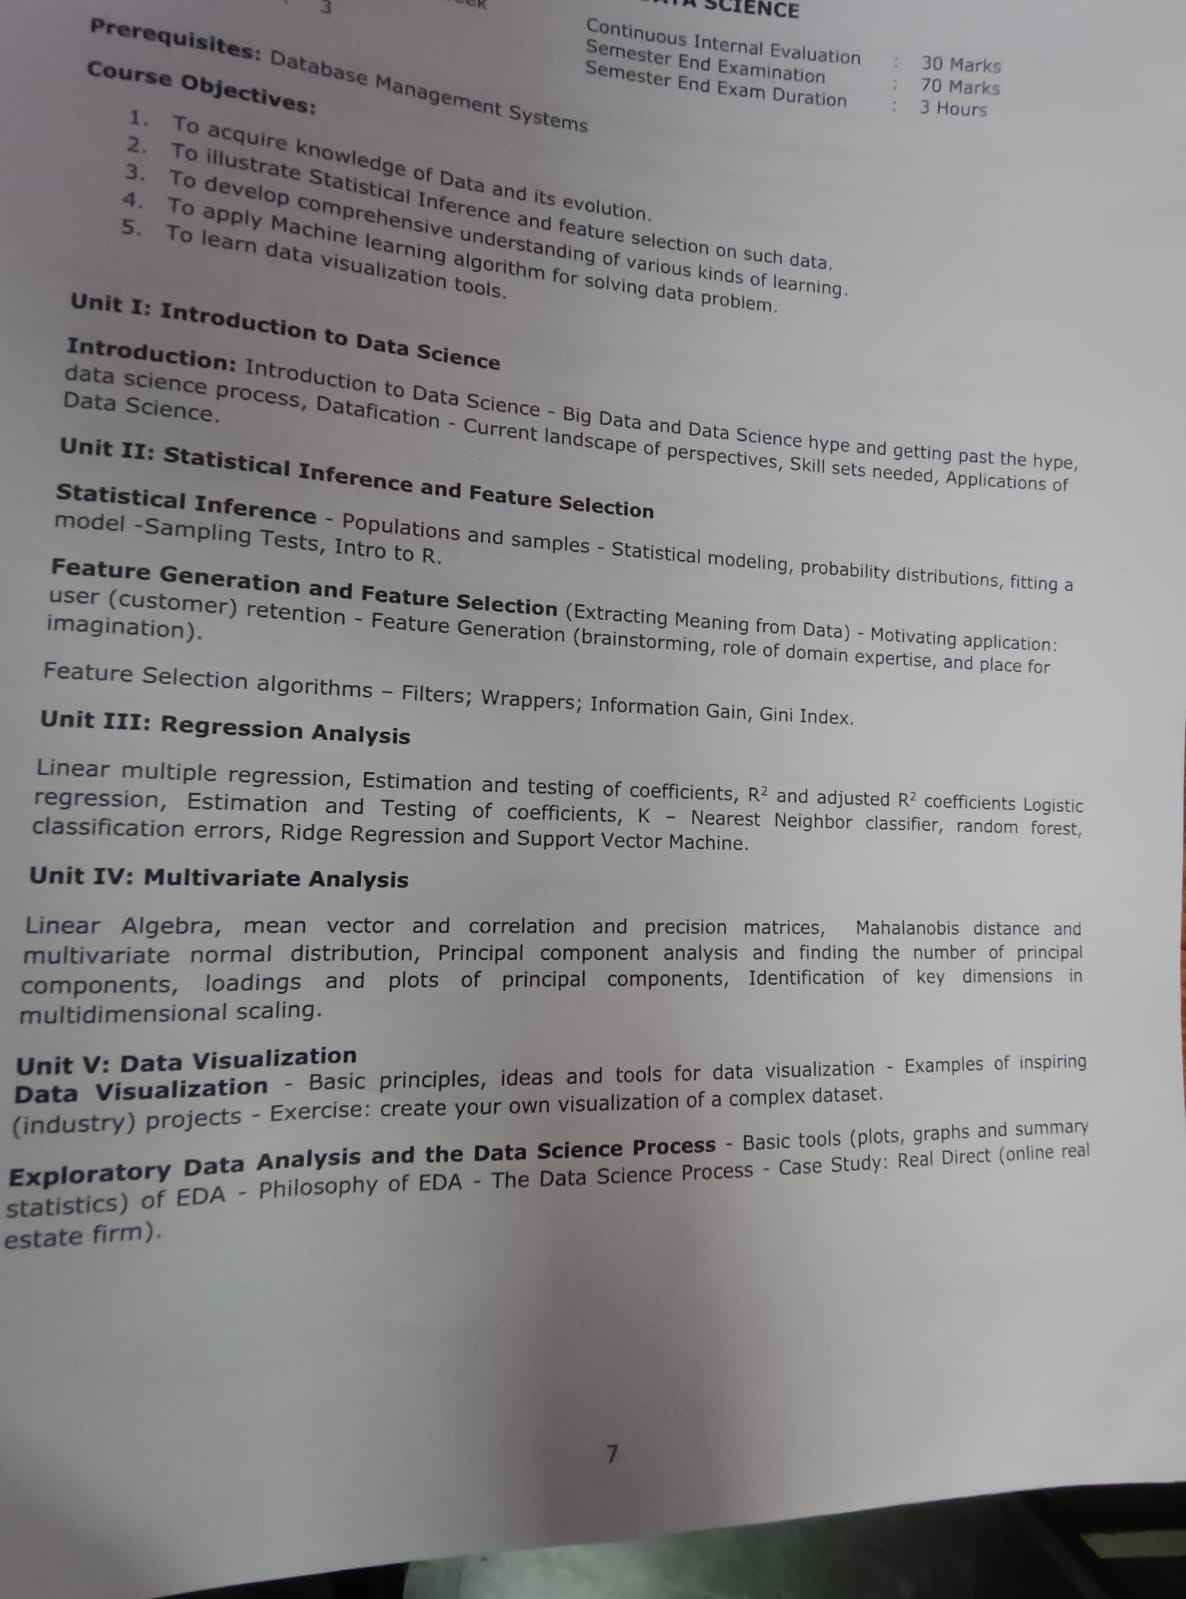 3
SCIENCE
Continuous Internal Evaluation : 30 Marks
Semester End Examination : 70 Marks
Semester End Exam Duration : 3 Hours
Prerequisites: Database Management Systems
Course Objectives:
1. To acquire knowledge of Data and its evolution.
2. To illustrate Statistical Inference and feature selection on such data.
3. To develop comprehensive understanding of various kinds of learning.
4. To apply Machine learning algorithm for solving data problem.
5. To learn data visualization tools.
Unit I: Introduction to Data Science
Introduction: Introduction to Data Science - Big Data and Data Science hype and getting past the hype,
data science process, Datafication - Current landscape of perspectives, Skill sets needed, Applications of
Data Science.
Unit II: Statistical Inference and Feature Selection
Statistical Inference - Populations and samples - Statistical modeling, probability distributions, fitting a
model -Sampling Tests, Intro to R.
Feature Generation and Feature Selection (Extracting Meaning from Data) - Motivating application:
user (customer) retention - Feature Generation (brainstorming, role of domain expertise, and place for
imagination).
Feature Selection algorithms – Filters; Wrappers; Information Gain, Gini Index.
Unit III: Regression Analysis
Linear multiple regression, Estimation and testing of coefficients, R² and adjusted R² coefficients Logistic
regression, Estimation and Testing of coefficients, K – Nearest Neighbor classifier, random forest,
classification errors, Ridge Regression and Support Vector Machine.
Unit IV: Multivariate Analysis
Linear Algebra, mean vector and correlation and precision matrices, Mahalanobis distance and
multivariate normal distribution, Principal component analysis and finding the number of principal
components, loadings and plots of principal components, Identification of key dimensions in
multidimensional scaling.
Unit V: Data Visualization
Data Visualization - Basic principles, ideas and tools for data visualization - Examples of inspiring
(industry) projects - Exercise: create your own visualization of a complex dataset.
Exploratory Data Analysis and the Data Science Process - Basic tools (plots, graphs and summary
statistics) of EDA - Philosophy of EDA - The Data Science Process - Case Study: Real Direct (online real
estate firm).
7